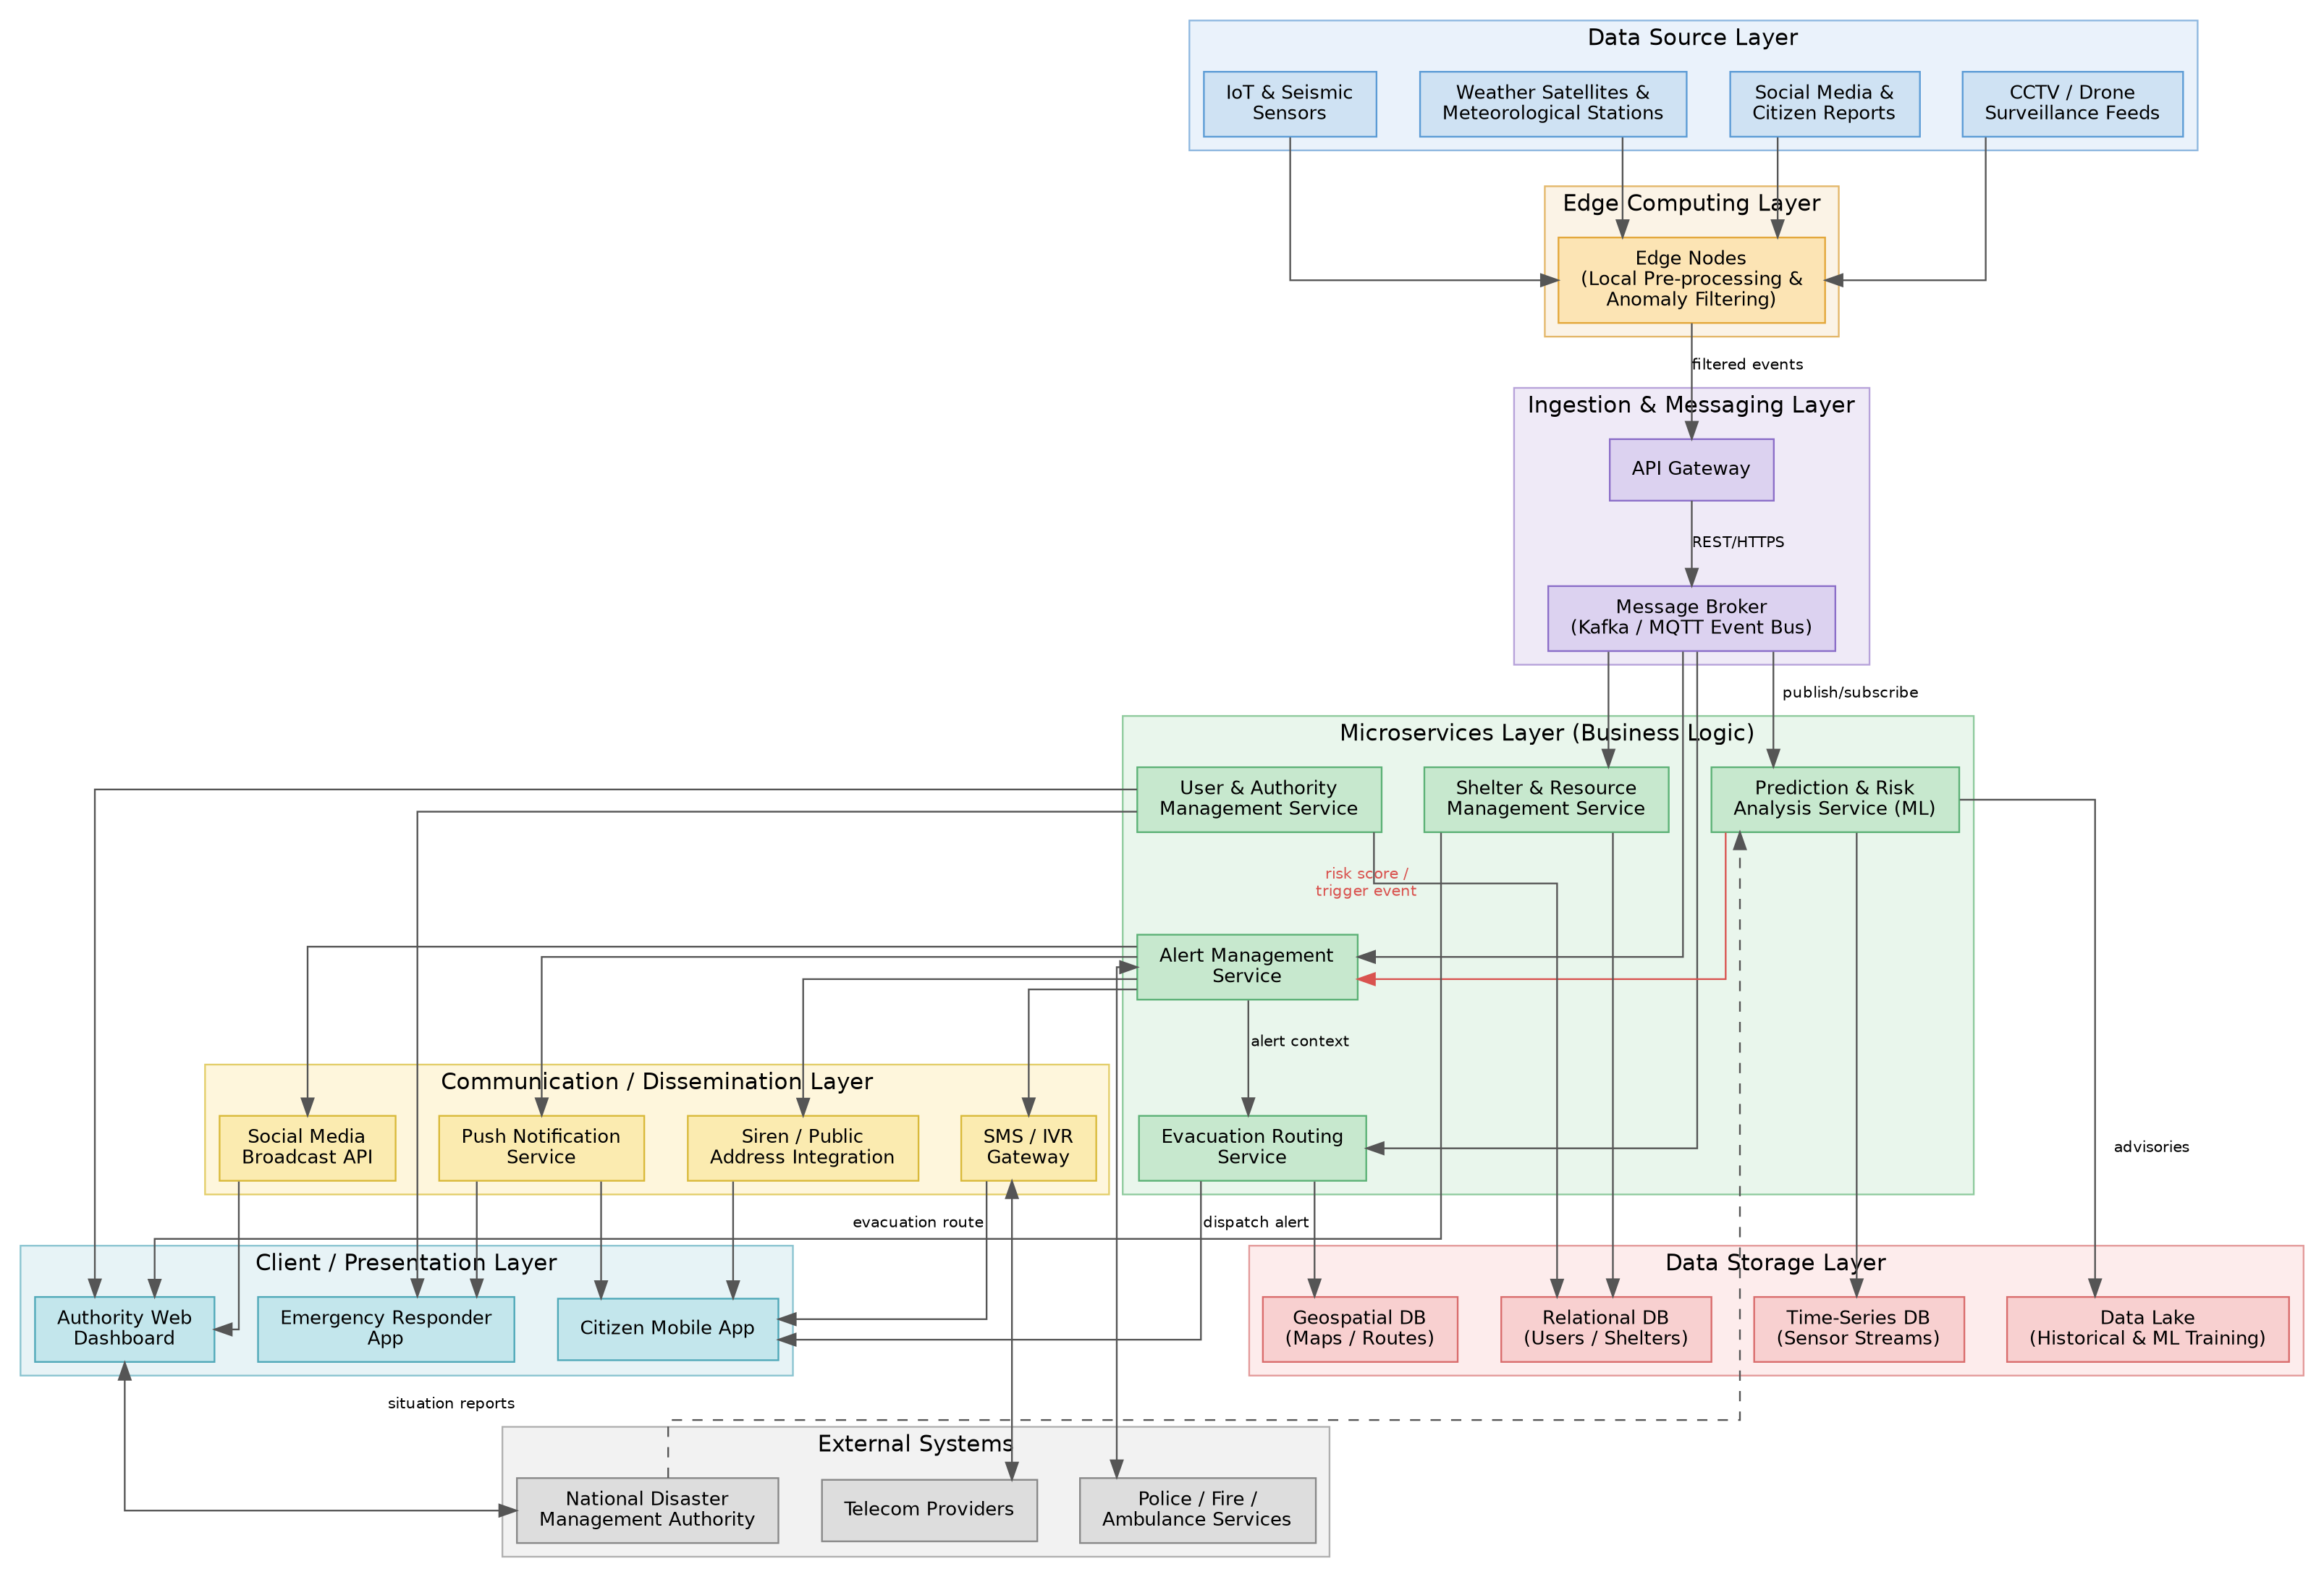 Data Source Layer
IoT & Seismic
Sensors
Weather Satellites &
Meteorological Stations
Social Media &
Citizen Reports
CCTV / Drone
Surveillance Feeds
Edge Computing Layer
Edge Nodes
(Local Pre-processing &
Anomaly Filtering)
filtered events
Ingestion & Messaging Layer
API Gateway
REST/HTTPS
Message Broker
(Kafka / MQTT Event Bus)
publish/subscribe
Microservices Layer (Business Logic)
User & Authority
Management Service
Shelter & Resource
Management Service
Prediction & Risk
Analysis Service (ML)
risk score /
trigger event
Alert Management
Service
alert context
Communication / Dissemination Layer
Social Media
Broadcast API
Push Notification
Service
Siren / Public
Address Integration
SMS / IVR
Gateway
Evacuation Routing
Service
advisories
evacuation route
dispatch alert
Client / Presentation Layer
Authority Web
Dashboard
Emergency Responder
App
Citizen Mobile App
Data Storage Layer
Geospatial DB
(Maps / Routes)
Relational DB
(Users / Shelters)
Time-Series DB
(Sensor Streams)
Data Lake
(Historical & ML Training)
situation reports
External Systems
National Disaster
Management Authority
Telecom Providers
Police / Fire /
Ambulance Services